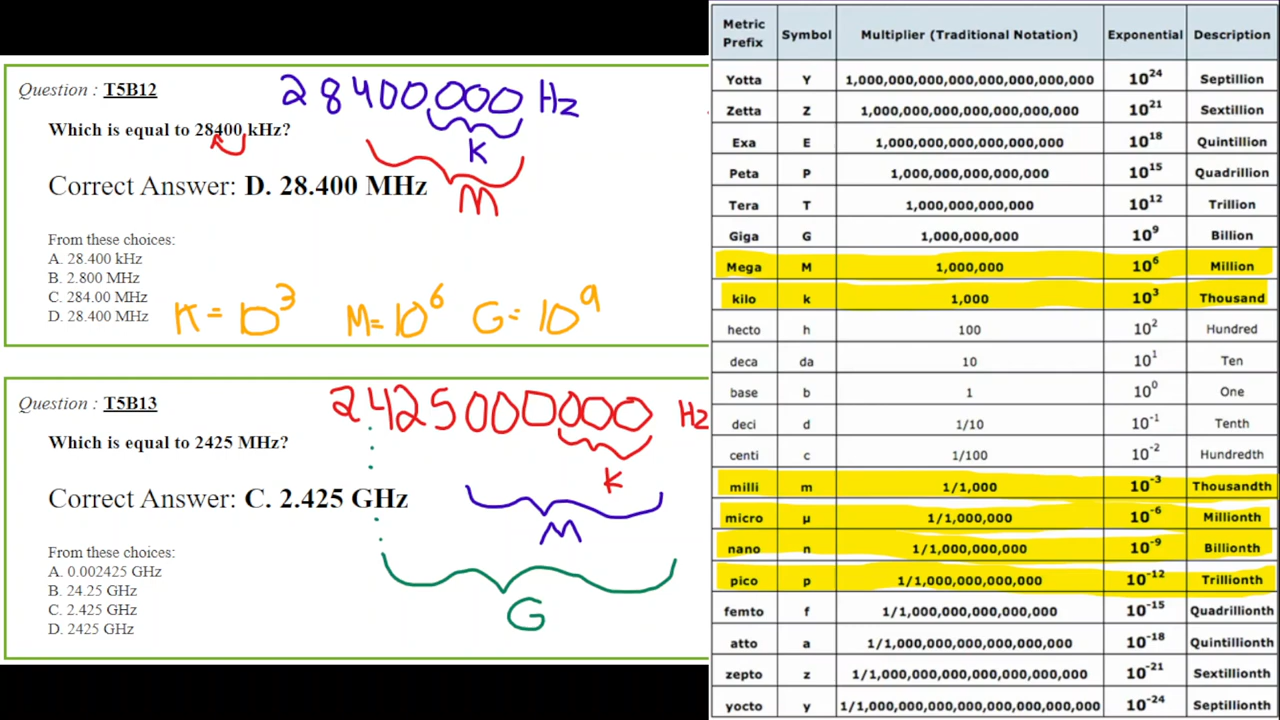 Question : T5B12
28400000 Hz
Which is equal to 28400 kHz?
K
Correct Answer: D. 28.400 MHz
M
From these choices:
A. 28.400 kHz
B. 2.800 MHz
C. 284.00 MHz
D. 28.400 MHz
K = 10^3 M= 10^6 G= 10^9
Question : T5B13
2425000000 Hz
Which is equal to 2425 MHz?
K
Correct Answer: C. 2.425 GHz
M
From these choices:
A. 0.002425 GHz
B. 24.25 GHz
C. 2.425 GHz
D. 2425 GHz
G
Metric Prefix Symbol Multiplier (Traditional Notation) Exponential Description
Yotta Y 1,000,000,000,000,000,000,000,000 10^24 Septillion
Zetta Z 1,000,000,000,000,000,000,000 10^21 Sextillion
Exa E 1,000,000,000,000,000,000 10^18 Quintillion
Peta P 1,000,000,000,000,000 10^15 Quadrillion
Tera T 1,000,000,000,000 10^12 Trillion
Giga G 1,000,000,000 10^9 Billion
Mega M 1,000,000 10^6 Million
kilo k 1,000 10^3 Thousand
hecto h 100 10^2 Hundred
deca da 10 10^1 Ten
base b 1 10^0 One
deci d 1/10 10^-1 Tenth
centi c 1/100 10^-2 Hundredth
milli m 1/1,000 10^-3 Thousandth
micro µ 1/1,000,000 10^-6 Millionth
nano n 1/1,000,000,000 10^-9 Billionth
pico p 1/1,000,000,000,000 10^-12 Trillionth
femto f 1/1,000,000,000,000,000 10^-15 Quadrillionth
atto a 1/1,000,000,000,000,000,000 10^-18 Quintillionth
zepto z 1/1,000,000,000,000,000,000,000 10^-21 Sextillionth
yocto y 1/1,000,000,000,000,000,000,000,000 10^-24 Septillionth